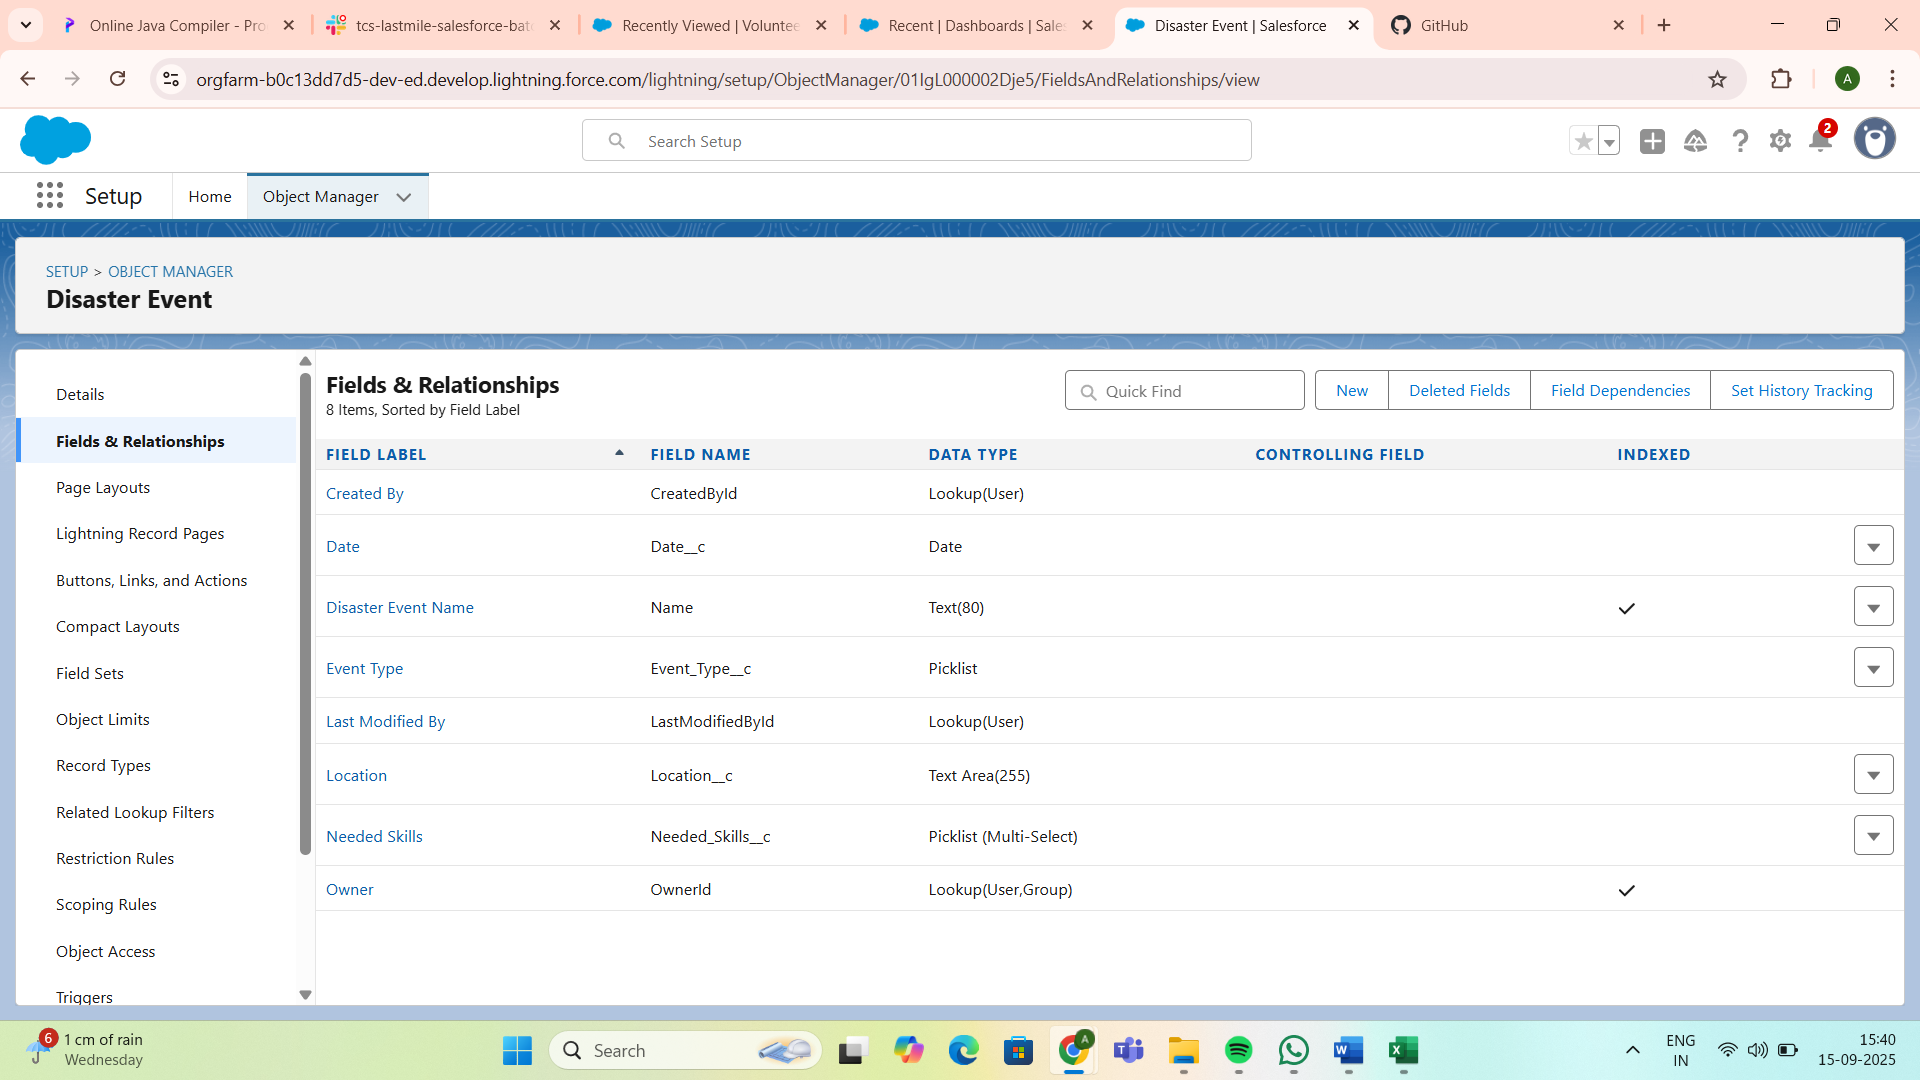 Online Java Compiler - Pro
tcs-lastmile-salesforce-batc
Recently Viewed | Voluntee
Recent | Dashboards | Sales
Disaster Event | Salesforce
GitHub
orgfarm-b0c13dd7d5-dev-ed.develop.lightning.force.com/lightning/setup/ObjectManager/01IgL000002Dje5/FieldsAndRelationships/view
A
Search Setup
2
Setup
Home
Object Manager
SETUP > OBJECT MANAGER
Disaster Event
Details
Fields & Relationships
Page Layouts
Lightning Record Pages
Buttons, Links, and Actions
Compact Layouts
Field Sets
Object Limits
Record Types
Related Lookup Filters
Restriction Rules
Scoping Rules
Object Access
Triggers
Fields & Relationships
8 Items, Sorted by Field Label
Quick Find
New
Deleted Fields
Field Dependencies
Set History Tracking
FIELD LABEL FIELD NAME DATA TYPE CONTROLLING FIELD INDEXED
Created By CreatedById Lookup(User)
Date Date__c Date
Disaster Event Name Name Text(80)
Event Type Event_Type__c Picklist
Last Modified By LastModifiedById Lookup(User)
Location Location__c Text Area(255)
Needed Skills Needed_Skills__c Picklist (Multi-Select)
Owner OwnerId Lookup(User,Group)
6
1 cm of rain
Wednesday
Search
A
ENG
IN
15:40
15-09-2025